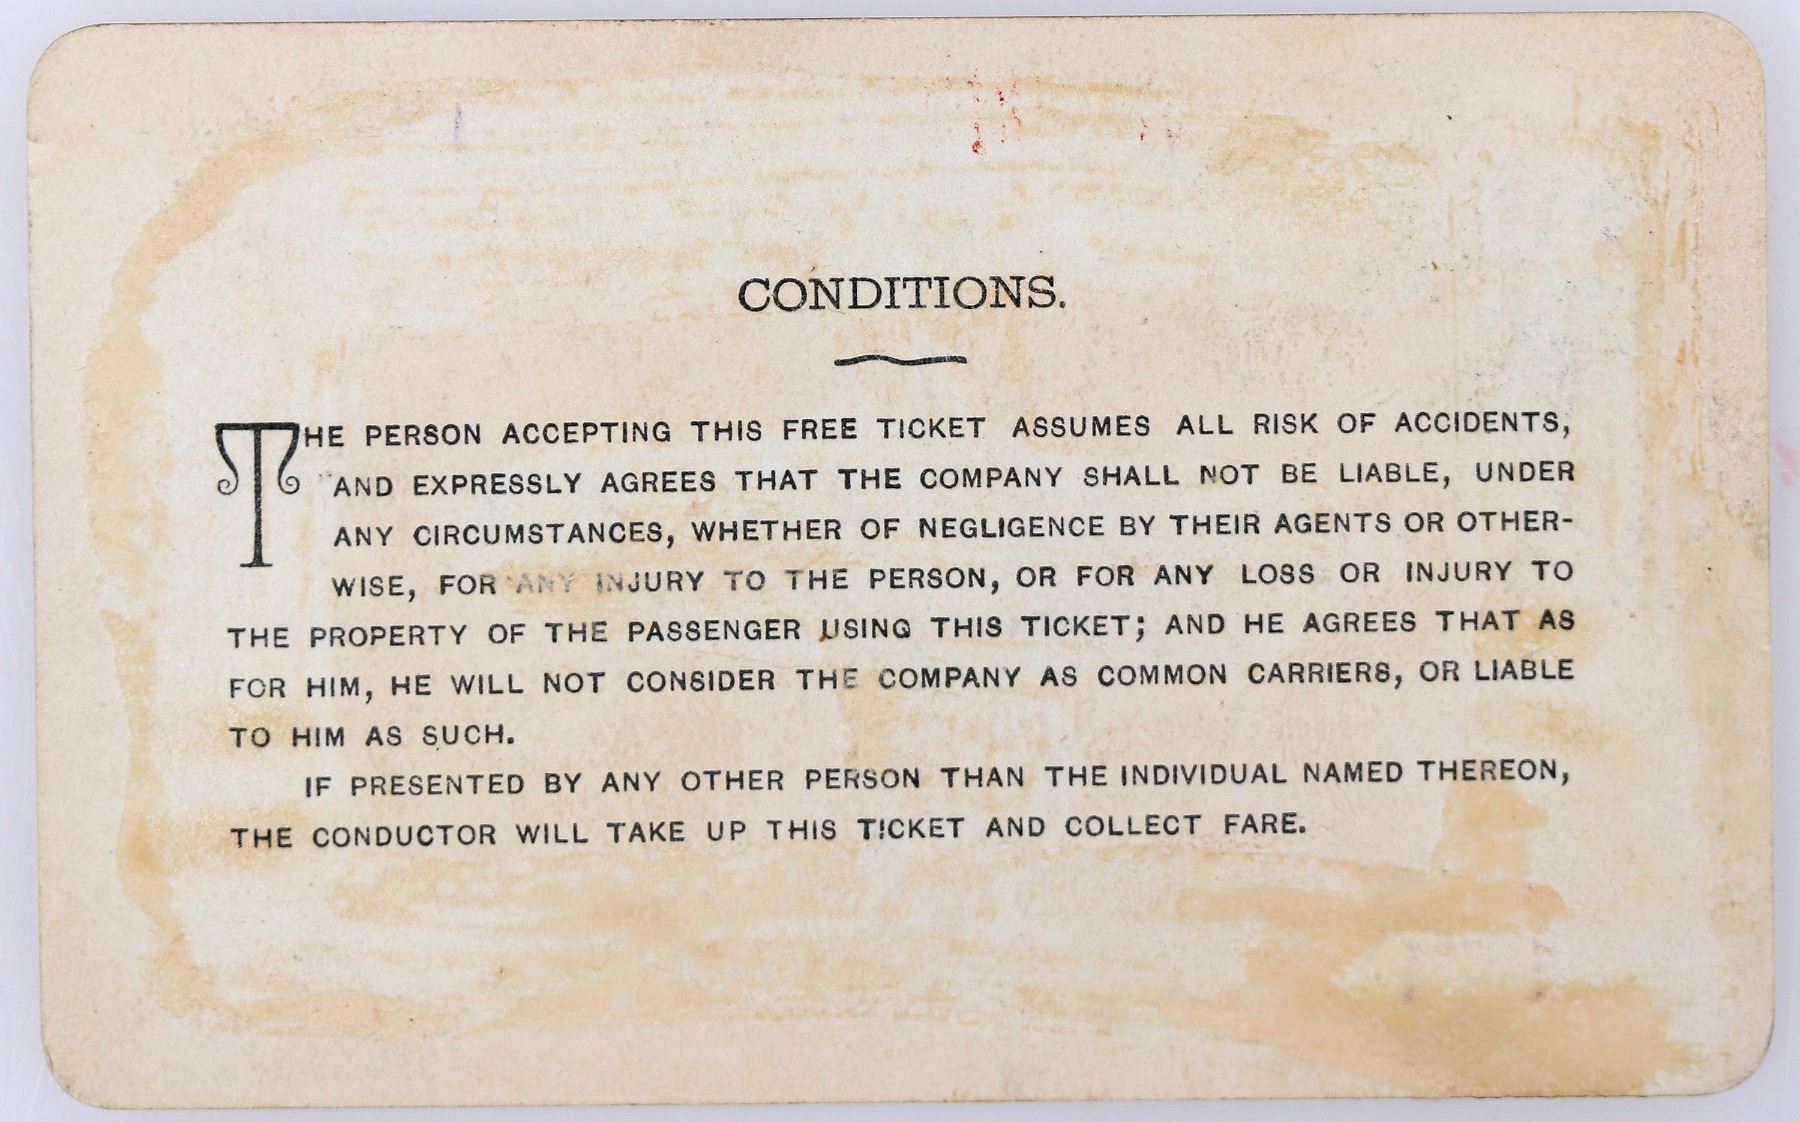 CONDITIONS.
THE PERSON ACCEPTING THIS FREE TICKET ASSUMES ALL RISK OF ACCIDENTS,
AND EXPRESSLY AGREES THAT THE COMPANY SHALL NOT BE LIABLE, UNDER
ANY CIRCUMSTANCES, WHETHER OF NEGLIGENCE BY THEIR AGENTS OR OTHER-
WISE, FOR ANY INJURY TO THE PERSON, OR FOR ANY LOSS OR INJURY TO
THE PROPERTY OF THE PASSENGER USING THIS TICKET; AND HE AGREES THAT AS
FOR HIM, HE WILL NOT CONSIDER THE COMPANY AS COMMON CARRIERS, OR LIABLE
TO HIM AS SUCH.
IF PRESENTED BY ANY OTHER PERSON THAN THE INDIVIDUAL NAMED THEREON,
THE CONDUCTOR WILL TAKE UP THIS TICKET AND COLLECT FARE.